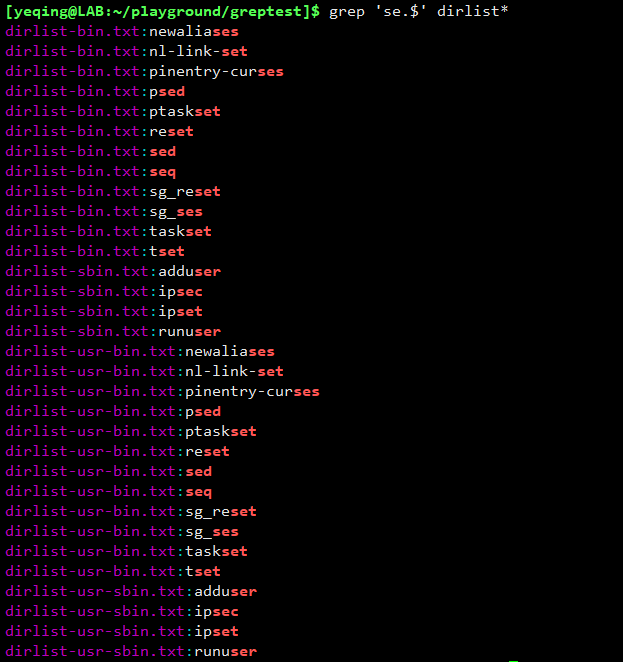 [yeqing@LAB:~/playground/greptest]$ grep 'se.$' dirlist*
dirlist-bin.txt:newaliases
dirlist-bin.txt:nl-link-set
dirlist-bin.txt:pinentry-curses
dirlist-bin.txt:psed
dirlist-bin.txt:ptaskset
dirlist-bin.txt:reset
dirlist-bin.txt:sed
dirlist-bin.txt:seq
dirlist-bin.txt:sg_reset
dirlist-bin.txt:sg_ses
dirlist-bin.txt:taskset
dirlist-bin.txt:tset
dirlist-sbin.txt:adduser
dirlist-sbin.txt:ipsec
dirlist-sbin.txt:ipset
dirlist-sbin.txt:runuser
dirlist-usr-bin.txt:newaliases
dirlist-usr-bin.txt:nl-link-set
dirlist-usr-bin.txt:pinentry-curses
dirlist-usr-bin.txt:psed
dirlist-usr-bin.txt:ptaskset
dirlist-usr-bin.txt:reset
dirlist-usr-bin.txt:sed
dirlist-usr-bin.txt:seq
dirlist-usr-bin.txt:sg_reset
dirlist-usr-bin.txt:sg_ses
dirlist-usr-bin.txt:taskset
dirlist-usr-bin.txt:tset
dirlist-usr-sbin.txt:adduser
dirlist-usr-sbin.txt:ipsec
dirlist-usr-sbin.txt:ipset
dirlist-usr-sbin.txt:runuser